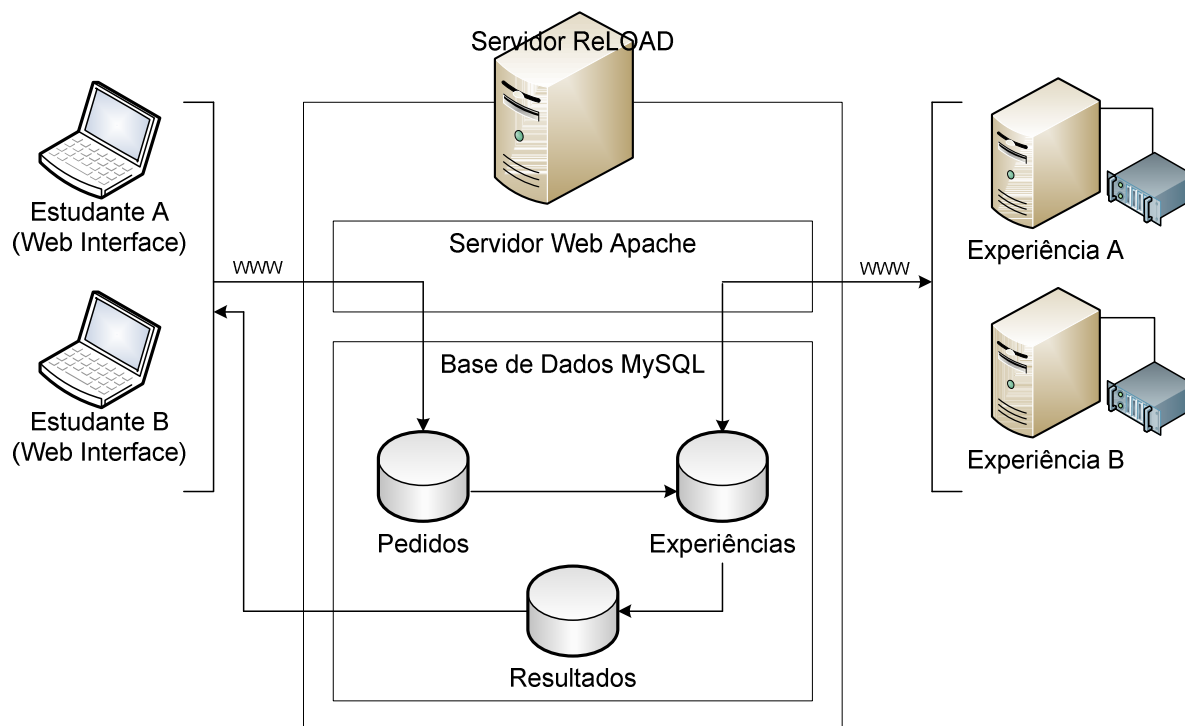 Servidor ReLOAD
Estudante A
(Web Interface)
Estudante B
(Web Interface)
WWW
Servidor Web Apache
WWW
Base de Dados MySQL
Pedidos
Experiências
Resultados
Experiência A
Experiência B